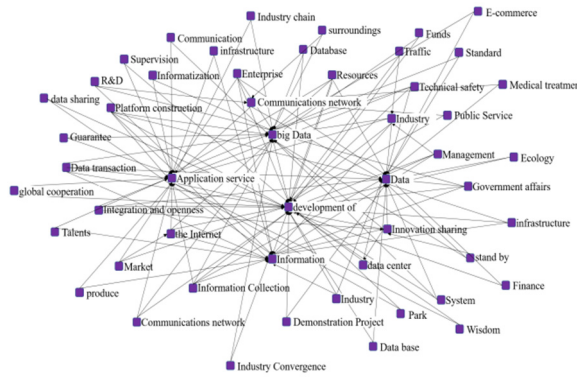 Industry chain
E-commerce
Communication
surroundings
Funds
Supervision
infrastructure
Database
Traffic
Standard
R&D
Informatization
Enterprise
Resources
Technical safety
Medical treatment
data sharing
Platform construction
Communications network
Industry
Public Service
Guarantee
big Data
Management
Ecology
Data transaction
Application service
Data
Government affairs
global cooperation
Integration and openness
development of
infrastructure
Talents
the Internet
Innovation sharing
Market
Information
data center
stand by
produce
Information Collection
Industry
System
Finance
Communications network
Demonstration Project
Park
Wisdom
Data base
Industry Convergence